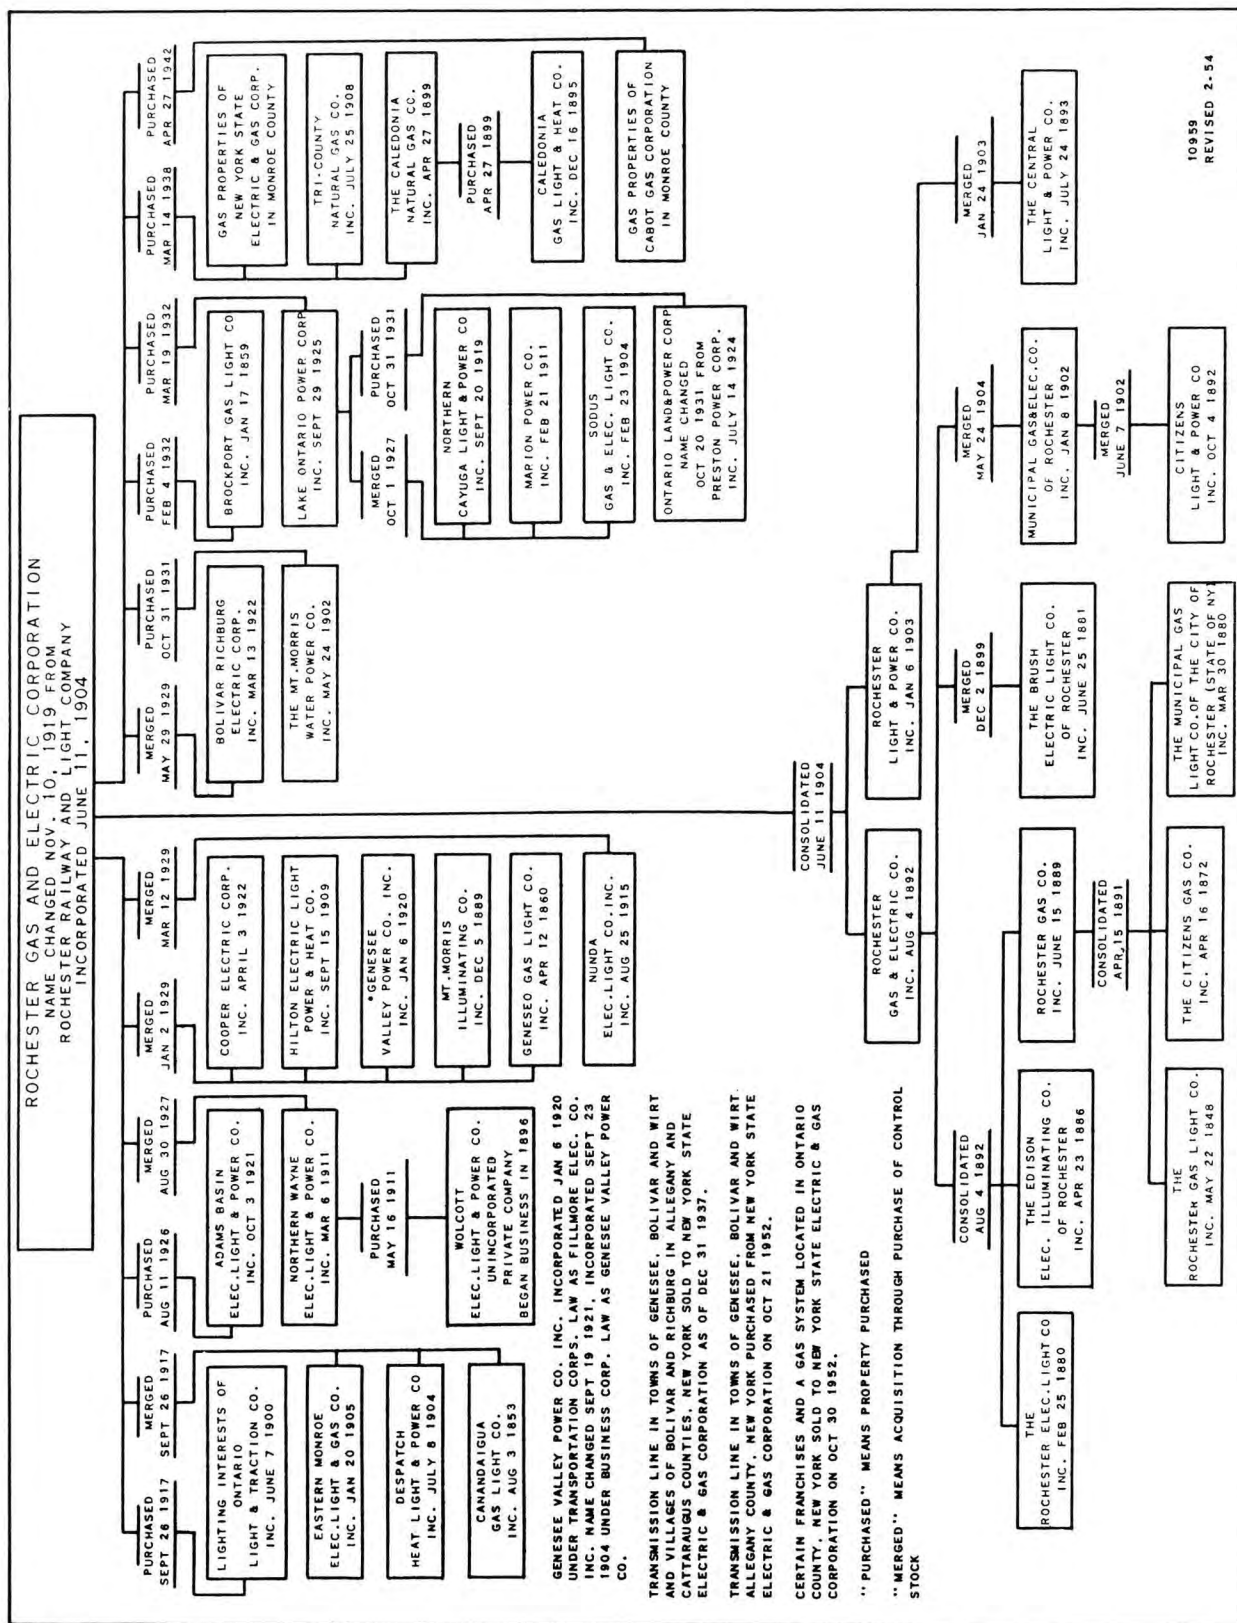 ROCHESTER GAS AND ELECTRIC CORPORATION
NAME CHANGED NOV. 10, 1919 FROM
ROCHESTER RAILWAY AND LIGHT COMPANY
INCORPORATED JUNE 11, 1904
PURCHASED
SEPT 26 1917
MERGED
SEPT 26 1917
PURCHASED
AUG 11 1926
MERGED
AUG 30 1927
MERGED
JAN 2 1929
MERGED
MAR 12 1929
MERGED
MAY 29 1929
PURCHASED
OCT 31 1931
PURCHASED
FEB 4 1932
PURCHASED
MAR 19 1932
PURCHASED
MAR 14 1938
PURCHASED
APR 27 1942
LIGHTING INTERESTS OF
ONTARIO
LIGHT & TRACTION CO.
INC. JUNE 7 1900
EASTERN MONROE
ELEC.LIGHT & GAS CO.
INC. JAN 20 1905
DESPATCH
HEAT LIGHT & POWER CO
INC. JULY 8 1904
CANANDAIGUA
GAS LIGHT CO.
INC. AUG 3 1853
ADAMS BASIN
ELEC.LIGHT & POWER CO.
INC. OCT 3 1921
NORTHERN WAYNE
ELEC.LIGHT & POWER CO.
INC. MAR 6 1911
PURCHASED
MAY 16 1911
WOLCOTT
ELEC.LIGHT & POWER CO.
UNINCORPORATED
PRIVATE COMPANY
BEGAN BUSINESS IN 1896
COOPER ELECTRIC CORP.
INC. APRIL 3 1922
HILTON ELECTRIC LIGHT
POWER & HEAT CO.
INC. SEPT 15 1909
*GENESEE
VALLEY POWER CO. INC.
INC. JAN 6 1920
MT.MORRIS
ILLUMINATING CO.
INC. DEC 5 1889
GENESEO GAS LIGHT CO.
INC. APR 12 1860
NUNDA
ELEC.LIGHT CO.INC.
INC. AUG 25 1915
BOLIVAR RICHBURG
ELECTRIC CORP.
INC. MAR 13 1922
THE MT.MORRIS
WATER POWER CO.
INC. MAY 24 1902
BROCKPORT GAS LIGHT CO
INC. JAN 17 1859
LAKE ONTARIO POWER CORP
INC. SEPT 29 1925
MERGED
OCT 1 1927
PURCHASED
OCT 31 1931
NORTHERN
CAYUGA LIGHT & POWER CO
INC. SEPT 20 1919
MARION POWER CO.
INC. FEB 21 1911
SODUS
GAS & ELEC. LIGHT CO.
INC. FEB 23 1904
ONTARIO LAND&POWER CORP
NAME CHANGED
OCT 20 1931 FROM
PRESTON POWER CORP.
INC. JULY 14 1924
GAS PROPERTIES OF
NEW YORK STATE
ELECTRIC & GAS CORP.
IN MONROE COUNTY
TRI-COUNTY
NATURAL GAS CO.
INC. JULY 25 1908
THE CALEDONIA
NATURAL GAS CO.
INC. APR 27 1899
PURCHASED
APR 27 1899
CALEDONIA
GAS LIGHT & HEAT CO.
INC. DEC 16 1895
GAS PROPERTIES OF
CABOT GAS CORPORATION
IN MONROE COUNTY
GENESEE VALLEY POWER CO. INC. INCORPORATED JAN 6 1920
UNDER TRANSPORTATION CORPS. LAW AS FILMORE ELEC. CO.
INC. NAME CHANGED SEPT 19 1921. INCORPORATED SEPT 23
1904 UNDER BUSINESS CORP. LAW AS GENESEE VALLEY POWER
CO.
TRANSMISSION LINE IN TOWNS OF GENESEE, BOLIVAR AND WIRT
AND VILLAGES OF BOLIVAR AND RICHBURG IN ALLEGANY AND
CATTARAUGUS COUNTIES, NEW YORK SOLD TO NEW YORK STATE
ELECTRIC & GAS CORPORATION AS OF DEC 31 1937.
TRANSMISSION LINE IN TOWNS OF GENESEE, BOLIVAR AND WIRT.
ALLEGANY COUNTY, NEW YORK PURCHASED FROM NEW YORK STATE
ELECTRIC & GAS CORPORATION ON OCT 21 1952.
CERTAIN FRANCHISES AND A GAS SYSTEM LOCATED IN ONTARIO
COUNTY, NEW YORK SOLD TO NEW YORK STATE ELECTRIC & GAS
CORPORATION ON OCT 30 1952.
"PURCHASED" MEANS PROPERTY PURCHASED
"MERGED" MEANS ACQUISITION THROUGH PURCHASE OF CONTROL
STOCK
CONSOLIDATED
JUNE 11 1904
ROCHESTER
GAS & ELECTRIC CO.
INC. AUG 4 1892
ROCHESTER
LIGHT & POWER CO.
INC. JAN 6 1903
CONSOLIDATED
AUG 4 1892
MERGED
DEC 2 1899
MERGED
MAY 24 1904
MERGED
JAN 24 1903
THE
ROCHESTER ELEC.LIGHT CO
INC. FEB 25 1880
THE EDISON
ELEC. ILLUMINATING CO.
OF ROCHESTER
INC. APR 23 1886
ROCHESTER GAS CO.
INC. JUNE 15 1889
THE BRUSH
ELECTRIC LIGHT CO.
OF ROCHESTER
INC. JUNE 25 1881
MUNICIPAL GAS&ELEC.CO.
OF ROCHESTER
INC. JAN 8 1902
THE CENTRAL
LIGHT & POWER CO.
INC. JULY 24 1893
CONSOLIDATED
APR.15 1891
MERGED
JUNE 7 1902
THE
ROCHESTER GAS LIGHT CO.
INC. MAY 22 1848
THE CITIZENS GAS CO.
INC. APR 16 1872
THE MUNICIPAL GAS
LIGHT CO.OF THE CITY OF
ROCHESTER (STATE OF NY)
INC. MAR 30 1880
CITIZENS
LIGHT & POWER CO
INC. OCT 4 1892
10959
REVISED 2-54